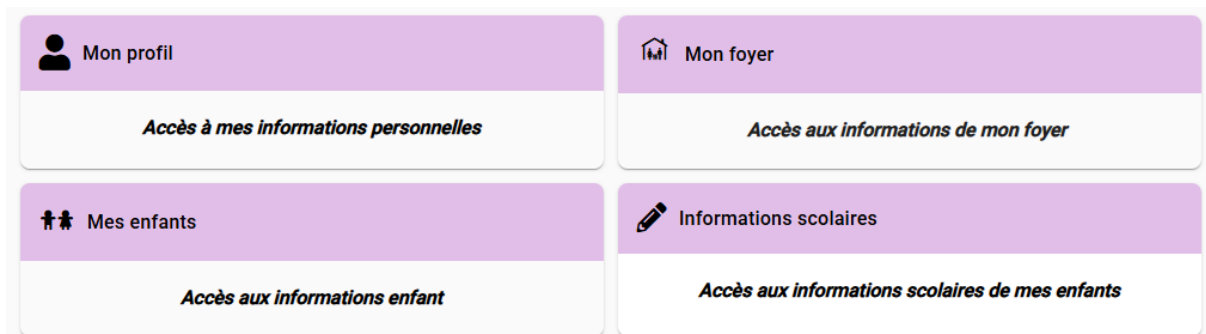 Mon profil
Accès à mes informations personnelles
Mon foyer
Accès aux informations de mon foyer
Mes enfants
Accès aux informations enfant
Informations scolaires
Accès aux informations scolaires de mes enfants